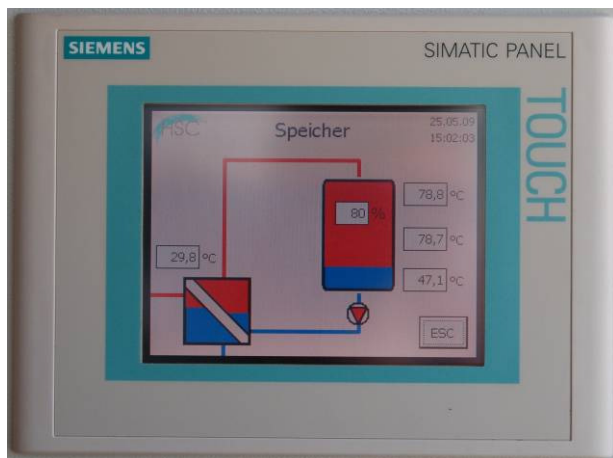 SIEMENS
SIMATIC PANEL
TOUCH
HSC
Speicher
25.05.09
15:02:03
80 %
78,8 °C
78,7 °C
29,8 °C
47,1 °C
ESC